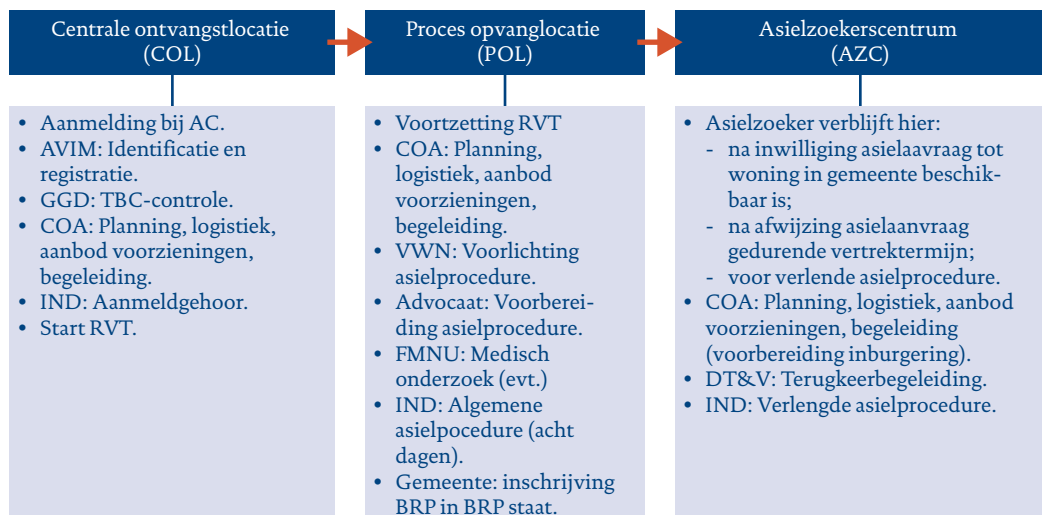 Centrale ontvangstlocatie
(COL)
Proces opvanglocatie
(POL)
Asielzoekerscentrum
(AZC)
• Aanmelding bij AC.
• AVIM: Identificatie en
registratie.
• GGD: TBC-controle.
• COA: Planning, logistiek,
aanbod voorzieningen,
begeleiding.
• IND: Aanmeldgehoor.
• Start RVT.
• Voortzetting RVT
• COA: Planning,
logistiek, aanbod
voorzieningen,
begeleiding.
• VWN: Voorlichting
asielprocedure.
• Advocaat: Voorberei-
ding asielprocedure.
• FMNU: Medisch
onderzoek (evt.)
• IND: Algemene
asielpocedure (acht
dagen).
• Gemeente: inschrijving
BRP in BRP staat.
• Asielzoeker verblijft hier:
- na inwilliging asielaavraag tot
woning in gemeente beschik-
baar is;
- na afwijzing asielaanvraag
gedurende vertrektermijn;
- voor verlende asielprocedure.
• COA: Planning, logistiek, aanbod
voorzieningen, begeleiding
(voorbereiding inburgering).
• DT&V: Terugkeerbegeleiding.
• IND: Verlengde asielprocedure.